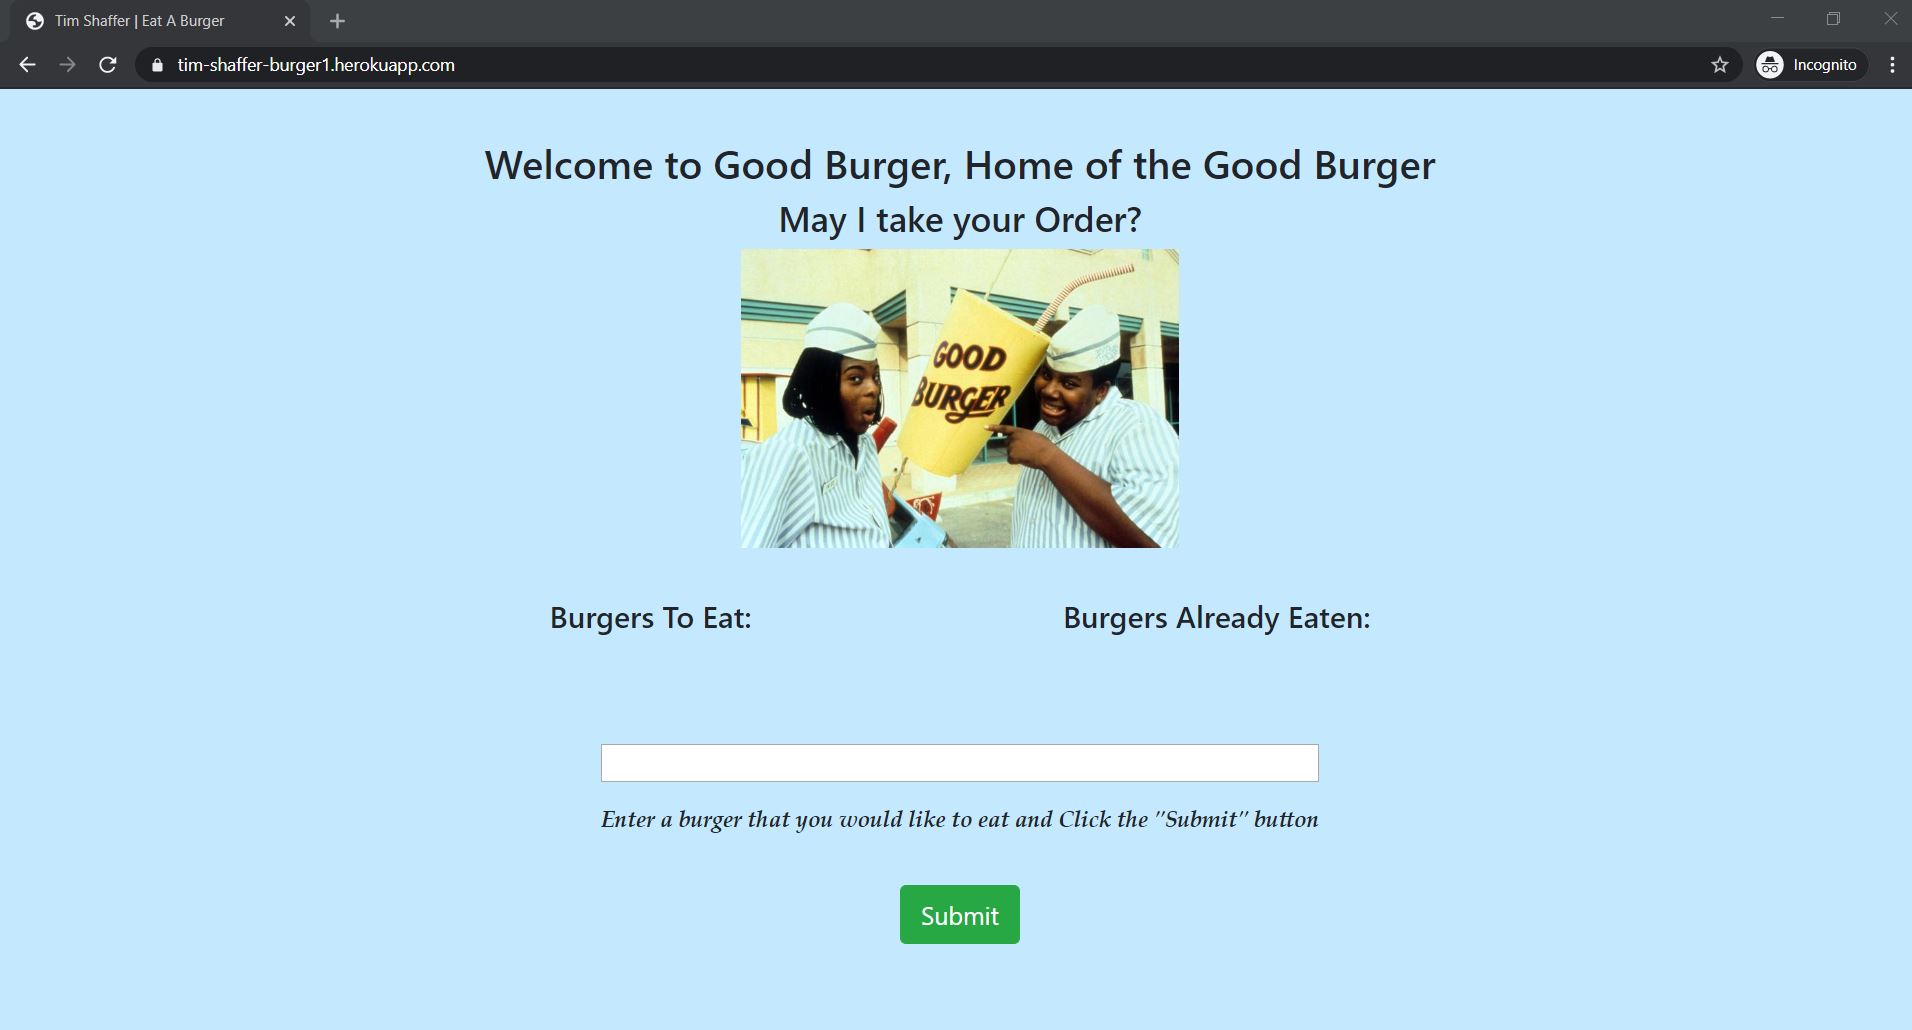 Tim Shaffer | Eat A Burger
tim-shaffer-burger1.herokuapp.com
Incognito
Welcome to Good Burger, Home of the Good Burger
May I take your Order?
GOOD
BURGER
Burgers To Eat:
Burgers Already Eaten:
Enter a burger that you would like to eat and Click the "Submit" button
Submit